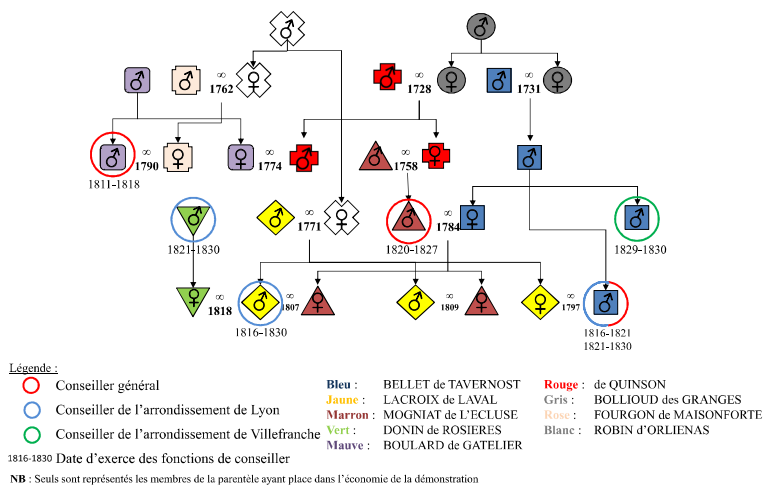 ∞
1762
∞
1728
∞
1731
∞
1790
∞
1774
∞
1758
1811-1818
∞
1771
∞
1784
1821-1830
1820-1827
1829-1830
∞
1818
∞
1807
∞
1809
∞
1797
1816-1830
1816-1821
1821-1830
Légende :
Conseiller général
Conseiller de l'arrondissement de Lyon
Conseiller de l'arrondissement de Villefranche
1816-1830 Date d'exerce des fonctions de conseiller
Bleu : BELLET de TAVERNOST
Jaune : LACROIX de LAVAL
Marron : MOGNIAT de L'ECLUSE
Vert : DONIN de ROSIERES
Mauve : BOULARD de GATELIER
Rouge : de QUINSON
Gris : BOLLIOUD des GRANGES
Rose : FOURGON de MAISONFORTE
Blanc : ROBIN d'ORLIENAS
NB : Seuls sont représentés les membres de la parentèle ayant place dans l'économie de la démonstration